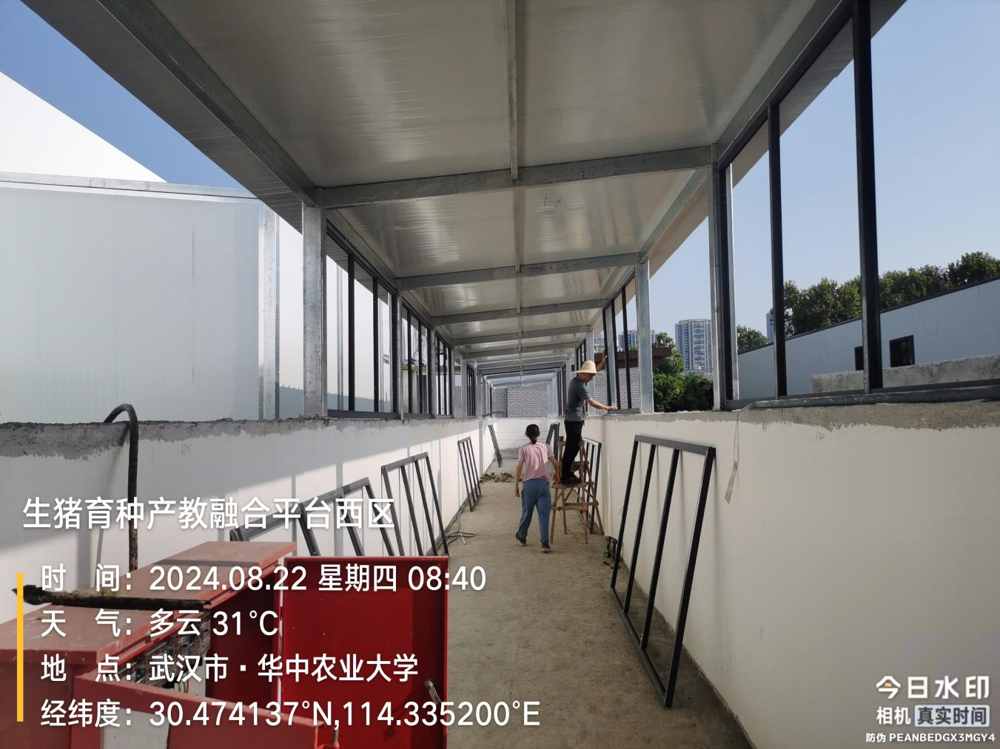 生猪育种产教融合平台西区
时 间：2024.08.22 星期四 08:40
天 气：多云 31°C
地 点：武汉市·华中农业大学
经纬度：30.474137°N,114.335200°E
今日水印
相机 真实时间
防伪 PEANBEDGX3MGY4